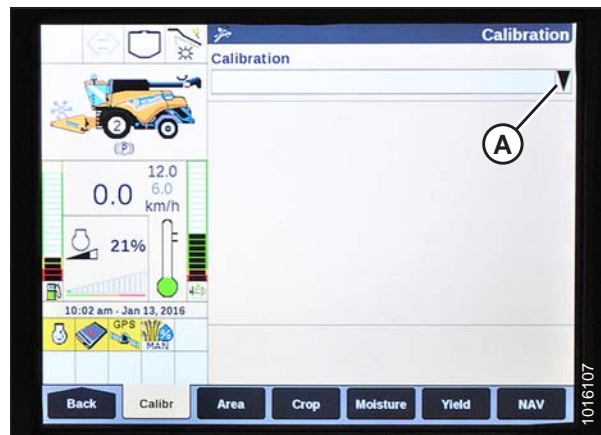 Calibration
Calibration
A
2
(P)
12.0
0.0 6.0
km/h
21%
10:02 am - Jan 13, 2016
GPS
MAN
Back Calibr Area Crop Moisture Yield NAV
1016107